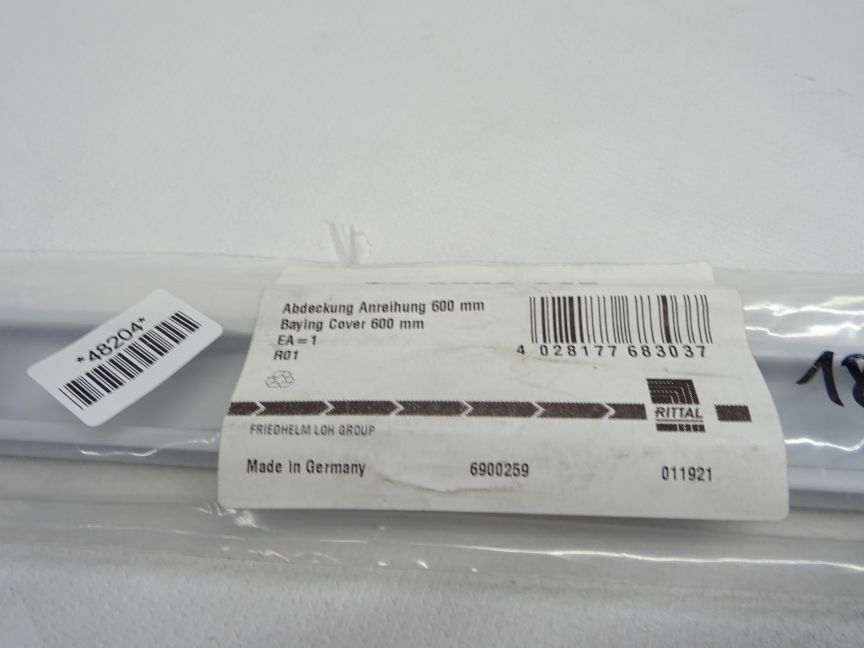 Abdeckung Anreihung 600 mm
Baying Cover 600 mm
EA=1
R01
4 028177 683037
*48204*
18
RITTAL
FRIEDHELM LOH GROUP
Made in Germany 6900259 011921